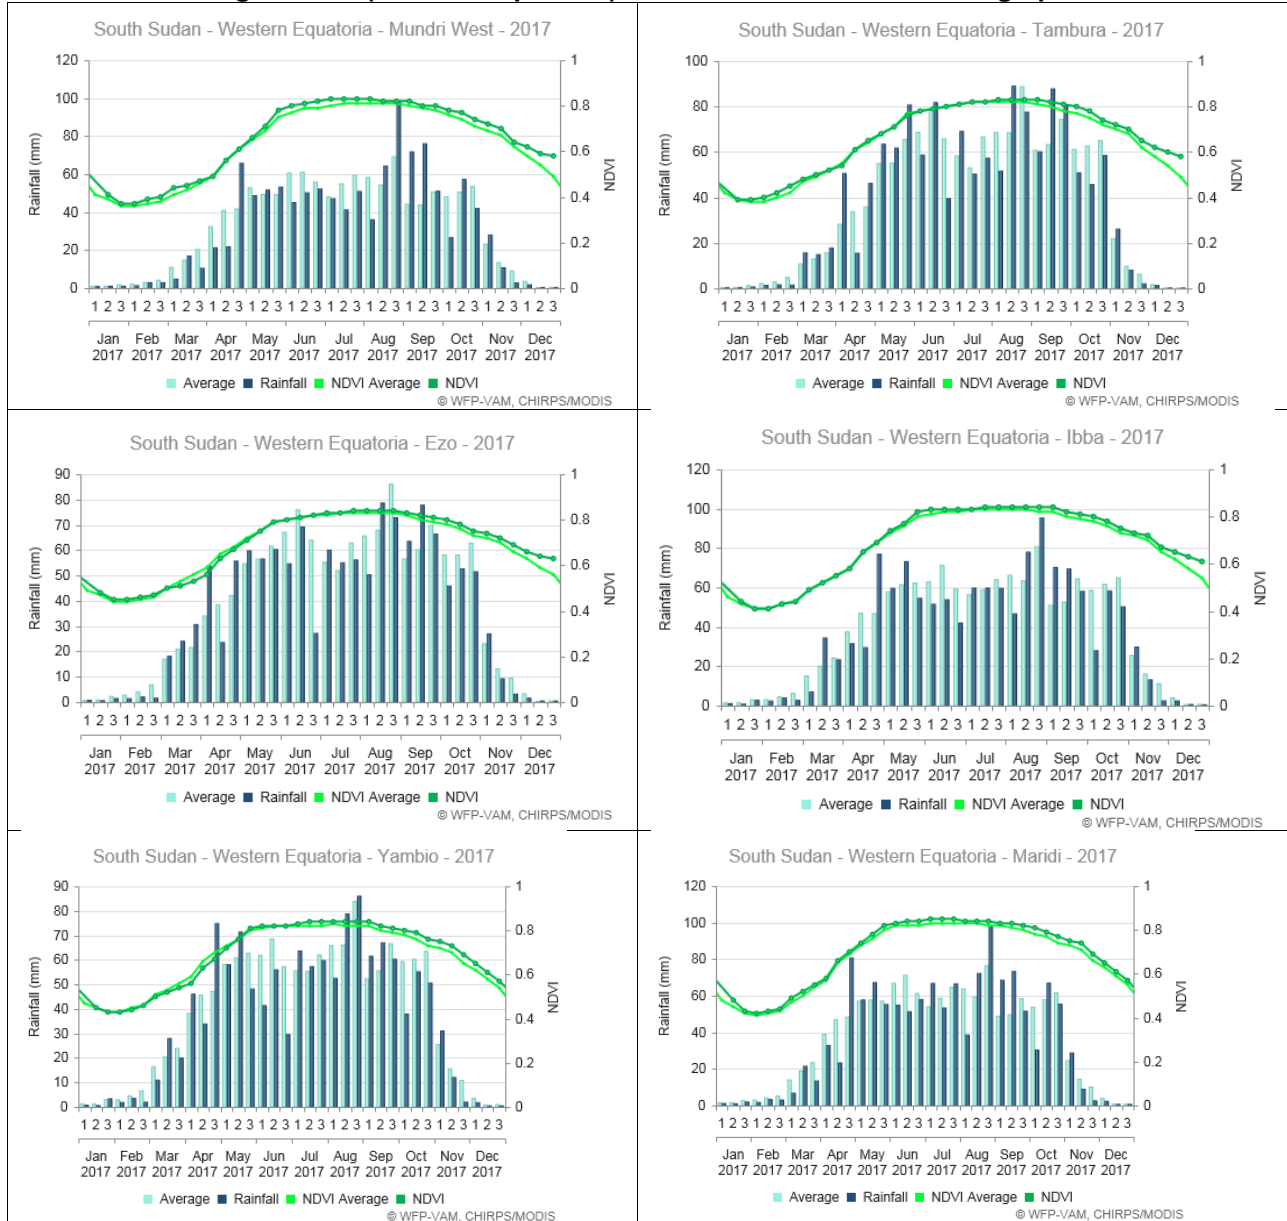 South Sudan - Western Equatoria - Mundri West - 2017
120
100
80
60
40
20
0
Rainfall (mm)
1
0.8
0.6
0.4
0.2
0
NDVI
1 2 3 1 2 3 1 2 3 1 2 3 1 2 3 1 2 3 1 2 3 1 2 3 1 2 3 1 2 3 1 2 3 1 2 3
Jan Feb Mar Apr May Jun Jul Aug Sep Oct Nov Dec
2017 2017 2017 2017 2017 2017 2017 2017 2017 2017 2017 2017
Average Rainfall NDVI Average NDVI
© WFP-VAM, CHIRPS/MODIS
South Sudan - Western Equatoria - Tambura - 2017
100
80
60
40
20
0
Rainfall (mm)
1
0.8
0.6
0.4
0.2
0
NDVI
1 2 3 1 2 3 1 2 3 1 2 3 1 2 3 1 2 3 1 2 3 1 2 3 1 2 3 1 2 3 1 2 3 1 2 3
Jan Feb Mar Apr May Jun Jul Aug Sep Oct Nov Dec
2017 2017 2017 2017 2017 2017 2017 2017 2017 2017 2017 2017
Average Rainfall NDVI Average NDVI
© WFP-VAM, CHIRPS/MODIS
South Sudan - Western Equatoria - Ezo - 2017
90
80
70
60
50
40
30
20
10
0
Rainfall (mm)
1
0.8
0.6
0.4
0.2
0
NDVI
1 2 3 1 2 3 1 2 3 1 2 3 1 2 3 1 2 3 1 2 3 1 2 3 1 2 3 1 2 3 1 2 3 1 2 3
Jan Feb Mar Apr May Jun Jul Aug Sep Oct Nov Dec
2017 2017 2017 2017 2017 2017 2017 2017 2017 2017 2017 2017
Average Rainfall NDVI Average NDVI
© WFP-VAM, CHIRPS/MODIS
South Sudan - Western Equatoria - Ibba - 2017
120
100
80
60
40
20
0
Rainfall (mm)
1
0.8
0.6
0.4
0.2
0
NDVI
1 2 3 1 2 3 1 2 3 1 2 3 1 2 3 1 2 3 1 2 3 1 2 3 1 2 3 1 2 3 1 2 3 1 2 3
Jan Feb Mar Apr May Jun Jul Aug Sep Oct Nov Dec
2017 2017 2017 2017 2017 2017 2017 2017 2017 2017 2017 2017
Average Rainfall NDVI Average NDVI
© WFP-VAM, CHIRPS/MODIS
South Sudan - Western Equatoria - Yambio - 2017
90
80
70
60
50
40
30
20
10
0
Rainfall (mm)
1
0.8
0.6
0.4
0.2
0
NDVI
1 2 3 1 2 3 1 2 3 1 2 3 1 2 3 1 2 3 1 2 3 1 2 3 1 2 3 1 2 3 1 2 3 1 2 3
Jan Feb Mar Apr May Jun Jul Aug Sep Oct Nov Dec
2017 2017 2017 2017 2017 2017 2017 2017 2017 2017 2017 2017
Average Rainfall NDVI Average NDVI
© WFP-VAM. CHIRPS/MODIS
South Sudan - Western Equatoria - Maridi - 2017
120
100
80
60
40
20
0
Rainfall (mm)
1
0.8
0.6
0.4
0.2
0
NDVI
1 2 3 1 2 3 1 2 3 1 2 3 1 2 3 1 2 3 1 2 3 1 2 3 1 2 3 1 2 3 1 2 3 1 2 3
Jan Feb Mar Apr May Jun Jul Aug Sep Oct Nov Dec
2017 2017 2017 2017 2017 2017 2017 2017 2017 2017 2017 2017
Average Rainfall NDVI Average NDVI
© WFP-VAM, CHIRPS/MODIS